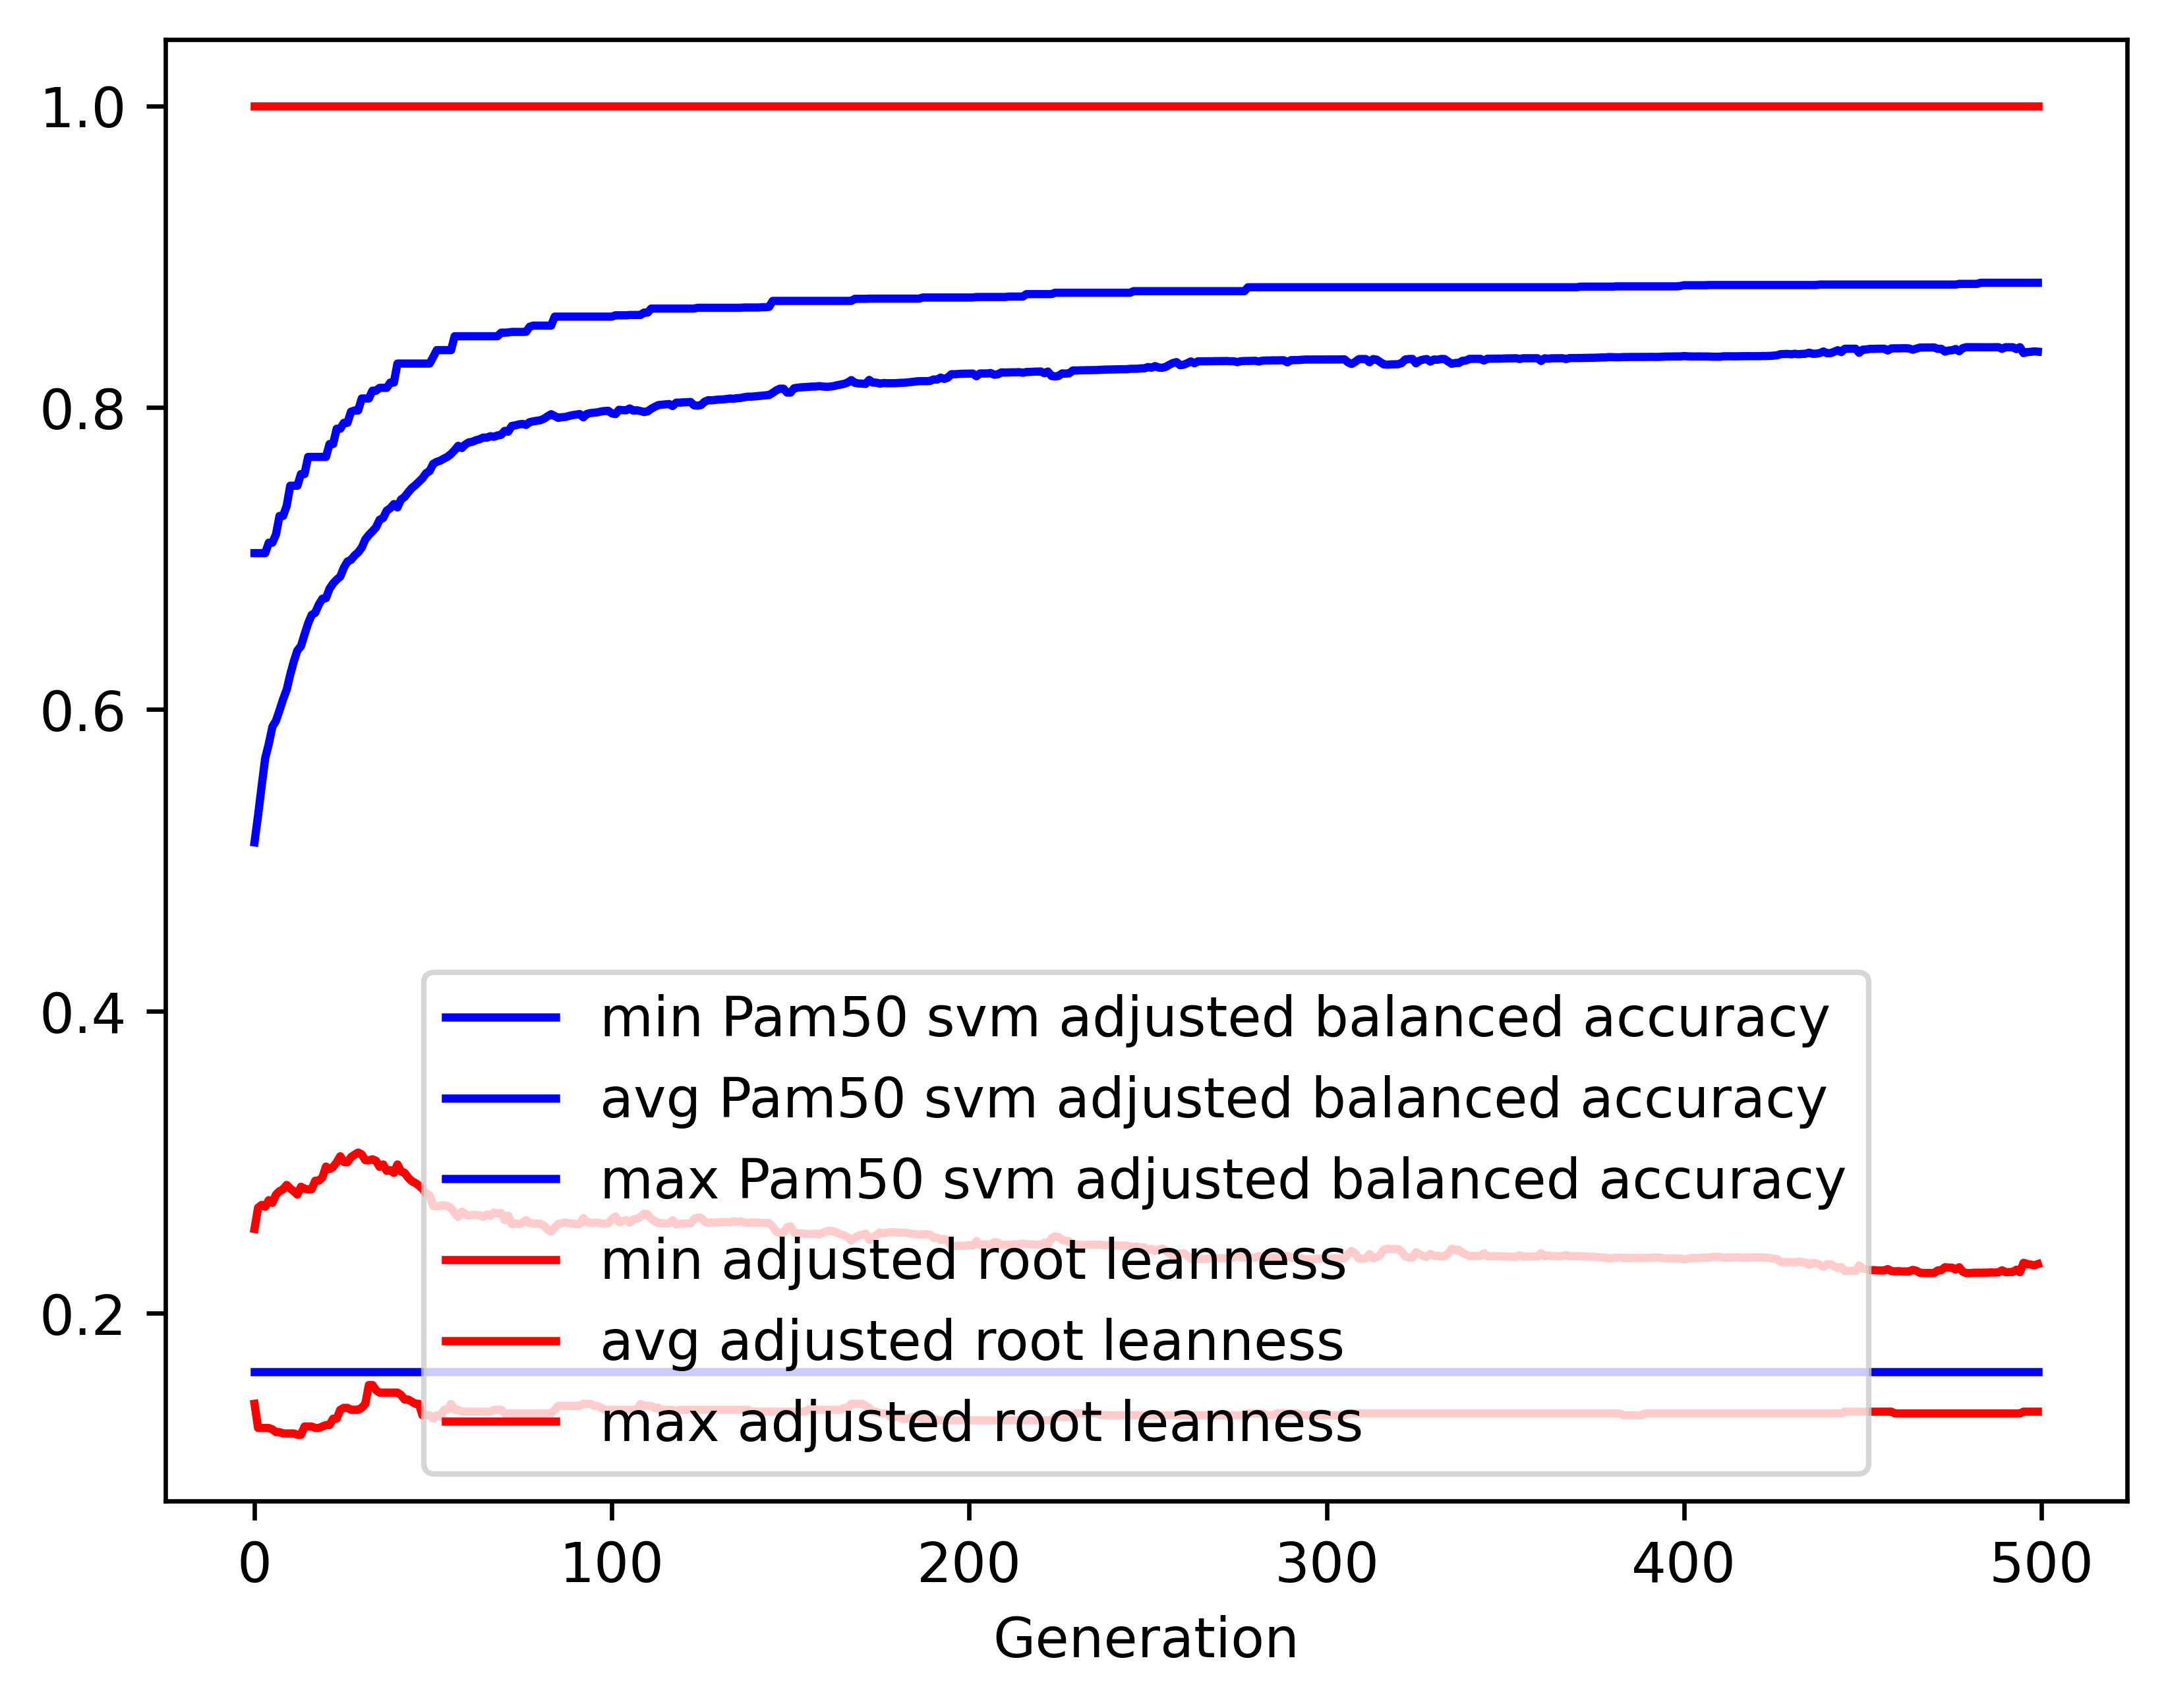 1.0
0.8
0.6
0.4
0.2
min Pam50 svm adjusted balanced accuracy
avg Pam50 svm adjusted balanced accuracy
max Pam50 svm adjusted balanced accuracy
min adjusted root leanness
avg adjusted root leanness
max adjusted root leanness
0 100 200 300 400 500
Generation